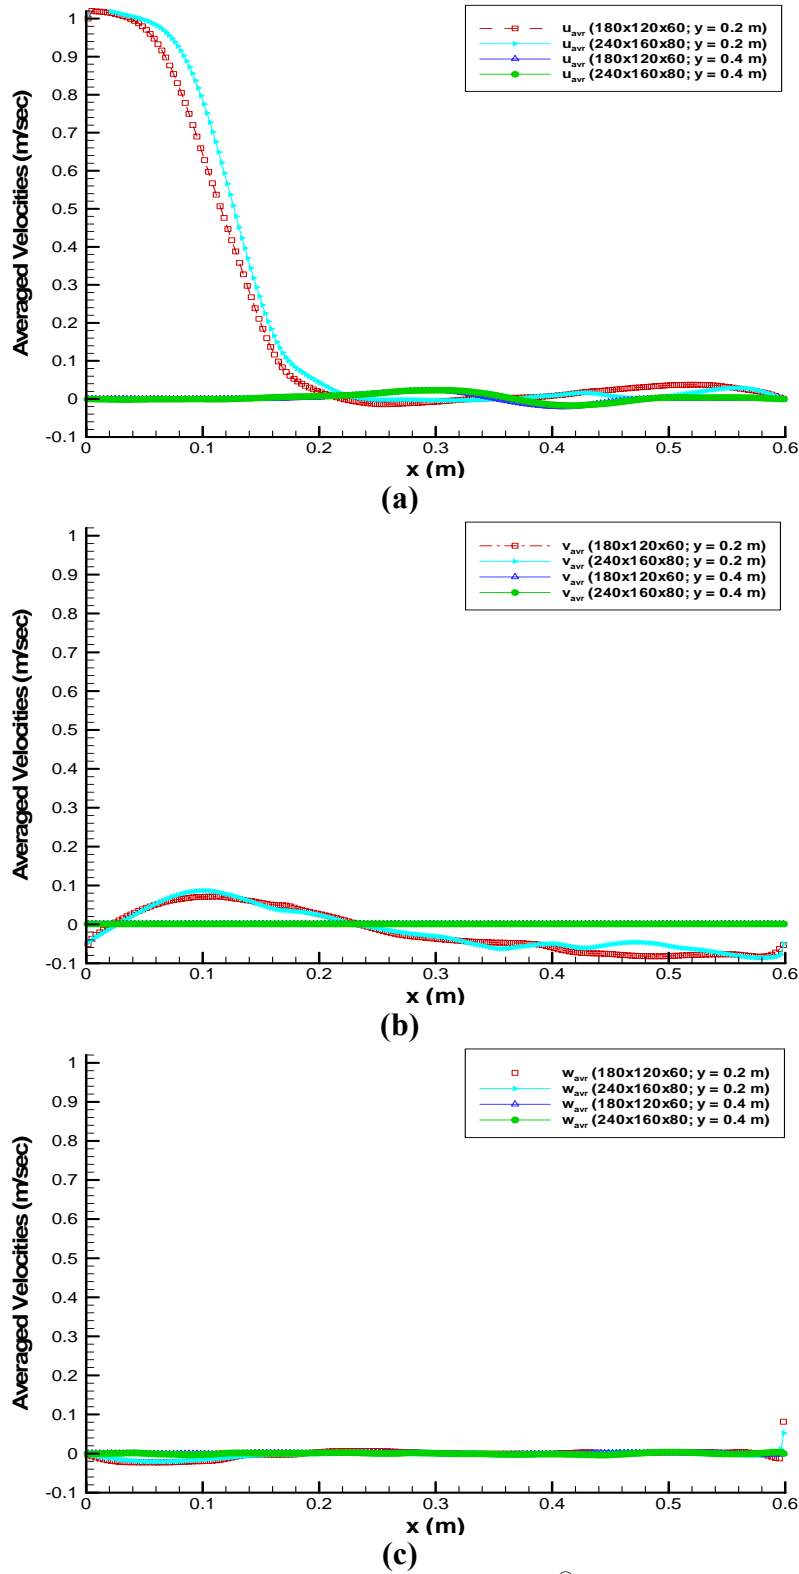 u_avr (180x120x60; y = 0.2 m)
u_avr (240x160x80; y = 0.2 m)
u_avr (180x120x60; y = 0.4 m)
u_avr (240x160x80; y = 0.4 m)
Averaged Velocities (m/sec)
1
0.9
0.8
0.7
0.6
0.5
0.4
0.3
0.2
0.1
0
-0.1
0 0.1 0.2 0.3 0.4 0.5 0.6
x (m)
(a)
v_avr (180x120x60; y = 0.2 m)
v_avr (240x160x80; y = 0.2 m)
v_avr (180x120x60; y = 0.4 m)
v_avr (240x160x80; y = 0.4 m)
Averaged Velocities (m/sec)
1
0.9
0.8
0.7
0.6
0.5
0.4
0.3
0.2
0.1
0
-0.1
0 0.1 0.2 0.3 0.4 0.5 0.6
x (m)
(b)
w_avr (180x120x60; y = 0.2 m)
w_avr (240x160x80; y = 0.2 m)
w_avr (180x120x60; y = 0.4 m)
w_avr (240x160x80; y = 0.4 m)
Averaged Velocities (m/sec)
1
0.9
0.8
0.7
0.6
0.5
0.4
0.3
0.2
0.1
0
-0.1
0 0.1 0.2 0.3 0.4 0.5 0.6
x (m)
(c)